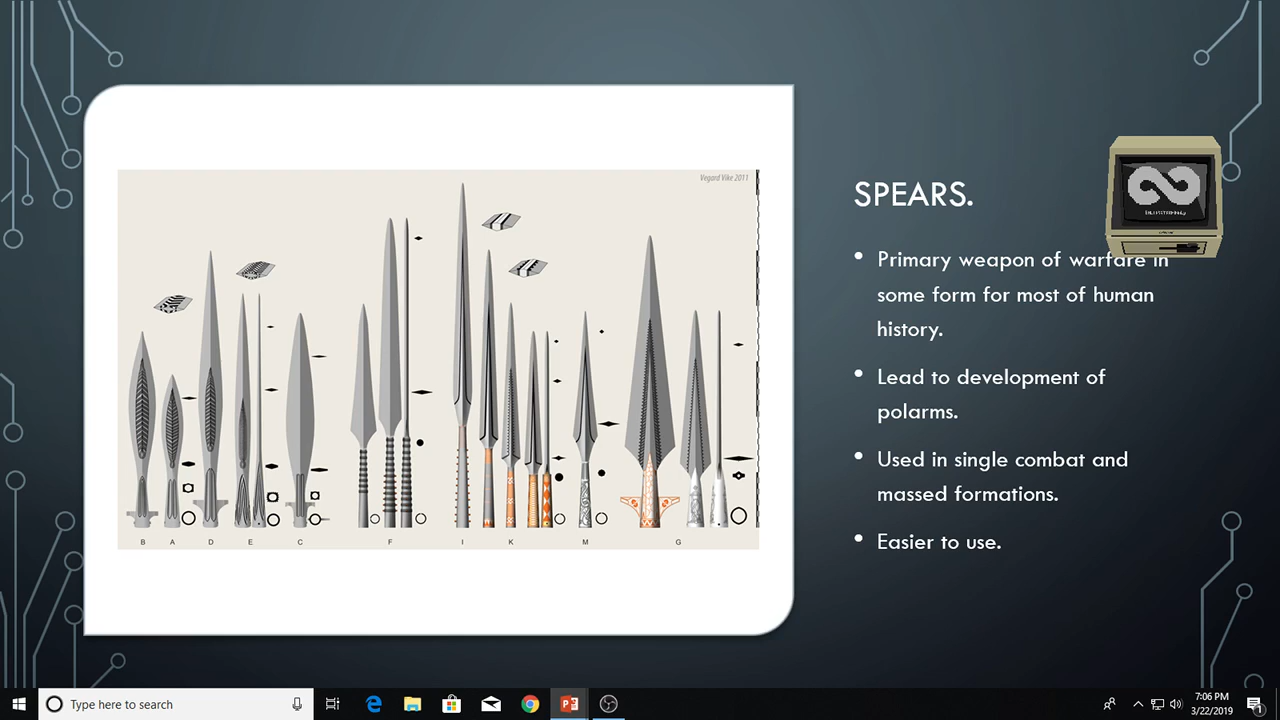 Vegard Vike 2011
B A D E C F I K M G
SPEARS.
• Primary weapon of warfare in
some form for most of human
history.
• Lead to development of
polarms.
• Used in single combat and
massed formations.
• Easier to use.
Type here to search
7:06 PM
3/22/2019
1